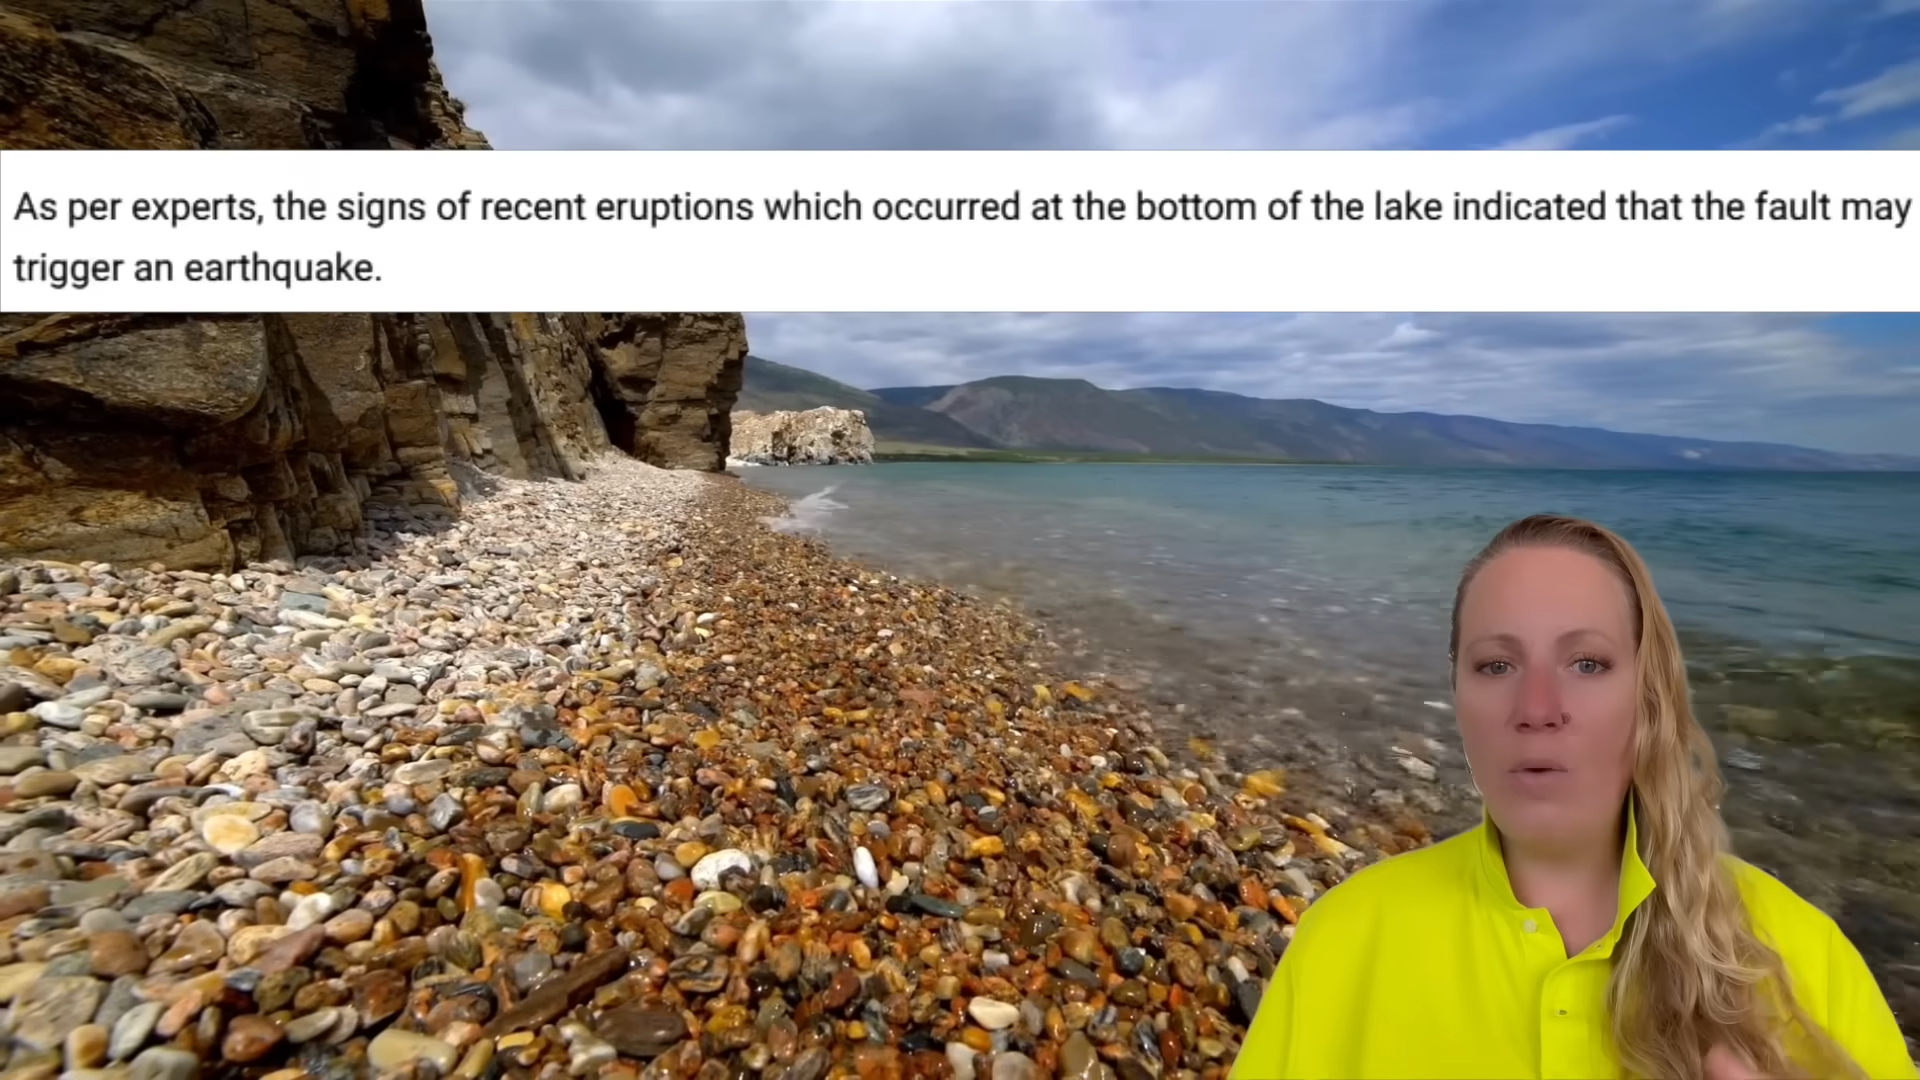 As per experts, the signs of recent eruptions which occurred at the bottom of the lake indicated that the fault may
trigger an earthquake.